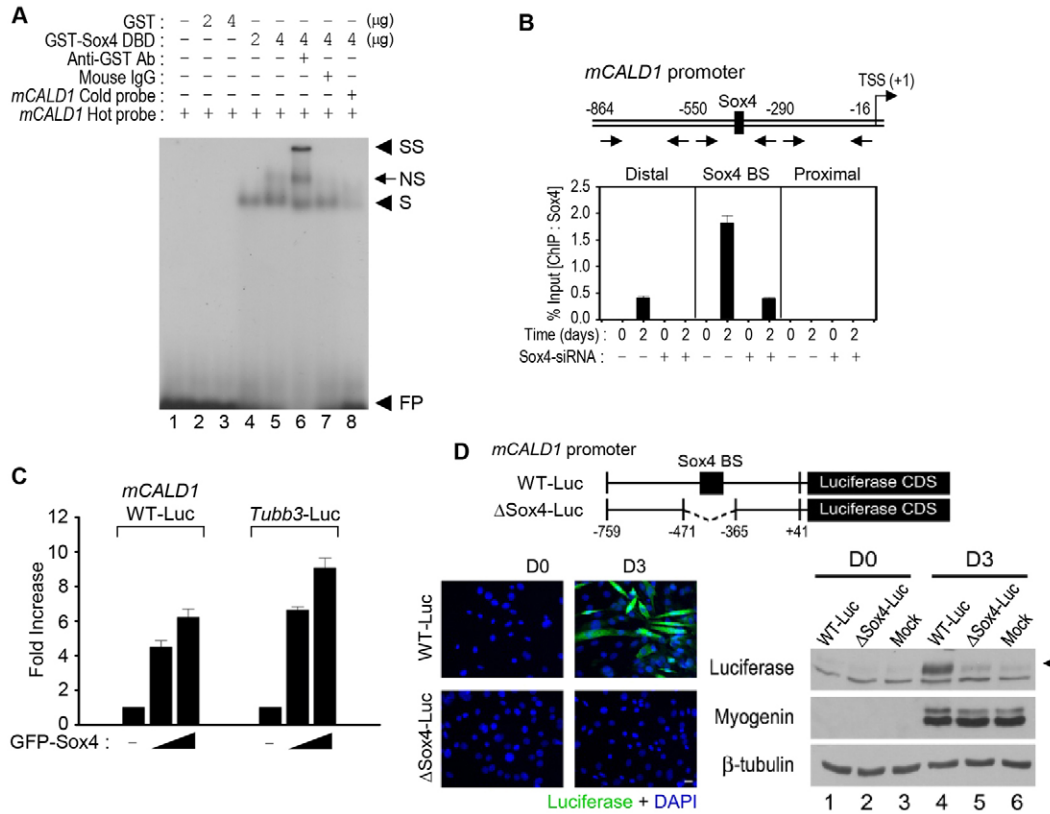 A
GST : – 2 4 – – – – – (μg)
GST-Sox4 DBD : – – – 2 4 4 4 4 (μg)
Anti-GST Ab : – – – – – + – –
Mouse IgG : – – – – – – + –
mCALD1 Cold probe : – – – – – – – +
mCALD1 Hot probe : + + + + + + + +
SS
NS
S
FP
1 2 3 4 5 6 7 8
B
mCALD1 promoter
TSS (+1)
Sox4
-864 -550 -290 -16
Distal Sox4 BS Proximal
% Input [ChIP : Sox4]
2.5
2.0
1.5
1.0
0.5
0.0
Time (days) : 0 2 0 2 0 2 0 2 0 2 0 2
Sox4-siRNA : – – + + – – + + – – + +
C
mCALD1
WT-Luc Tubb3-Luc
Fold Increase
12
10
8
6
4
2
0
GFP-Sox4 : – –
D
mCALD1 promoter
Sox4 BS
WT-Luc Luciferase CDS
ΔSox4-Luc Luciferase CDS
-759 -471 -365 +41
D0 D3
WT-Luc
ΔSox4-Luc
Luciferase + DAPI
D0 D3
WT-Luc ΔSox4-Luc Mock WT-Luc ΔSox4-Luc Mock
Luciferase
Myogenin
β-tubulin
1 2 3 4 5 6